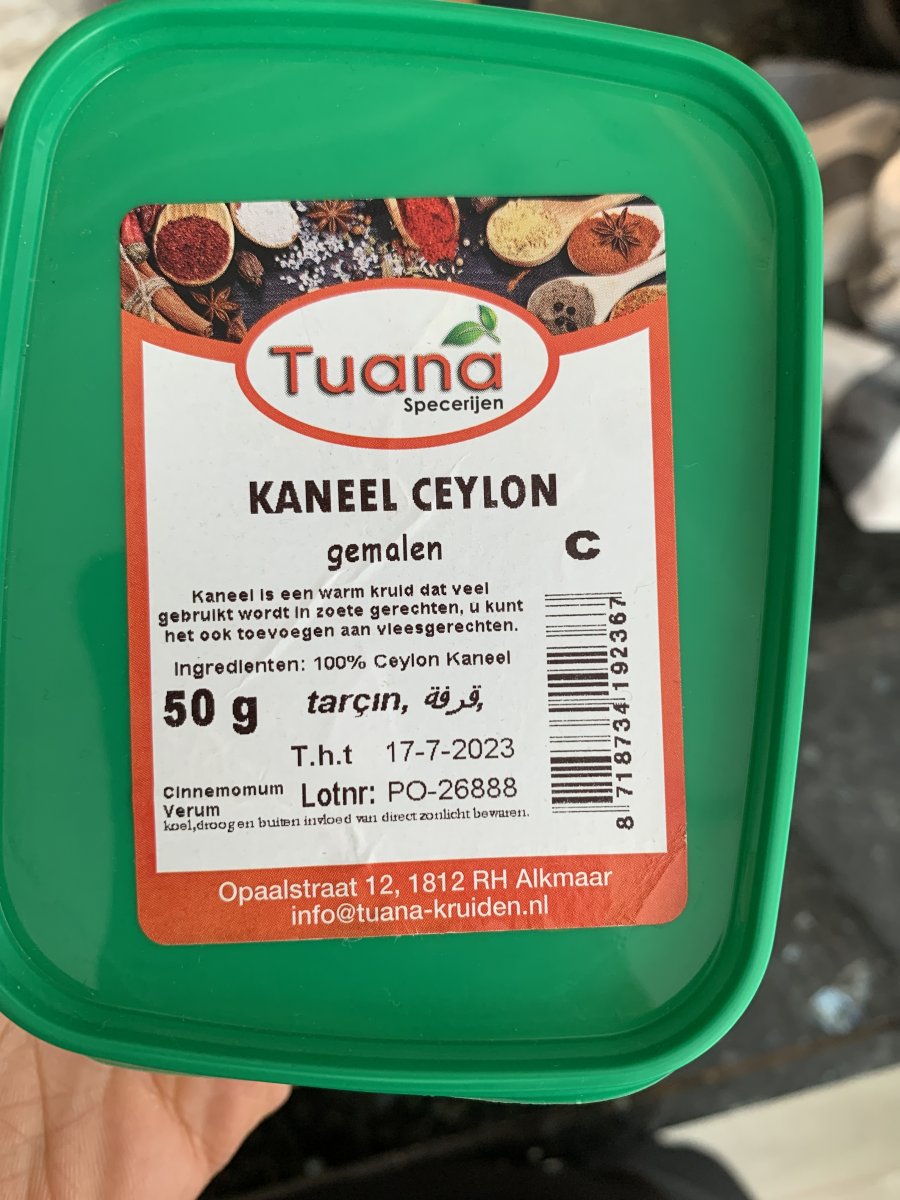 Tuana
Specerijen
KANEEL CEYLON
gemalen
C
Kaneel is een warm kruid dat veel
gebruikt wordt in zoete gerechten, u kunt
het ook toevoegen aan vleesgerechten.
Ingredienten: 100% Ceylon Kaneel
50 g
tarçın, قرفة,
T.h.t 17-7-2023
Cinnemomum
Verum
Lotnr: PO-26888
koel,droog en buiten invloed van direct zonlicht bewaren.
8 718734 192367
Opaalstraat 12, 1812 RH Alkmaar
info@tuana-kruiden.nl